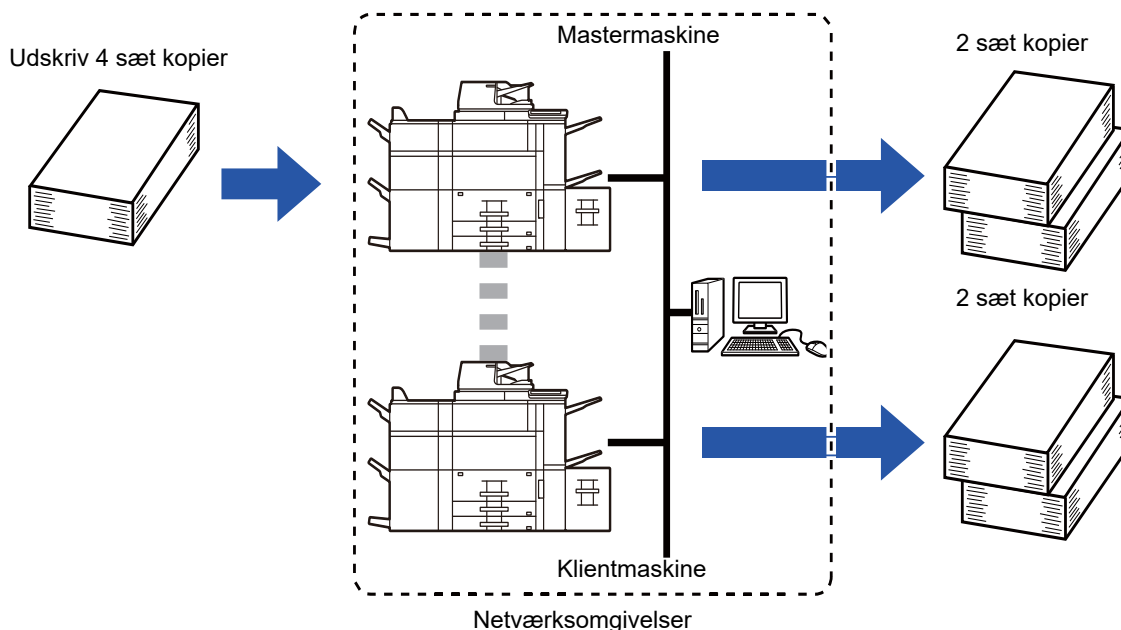 Udskriv 4 sæt kopier
Mastermaskine
2 sæt kopier
2 sæt kopier
Klientmaskine
Netværksomgivelser